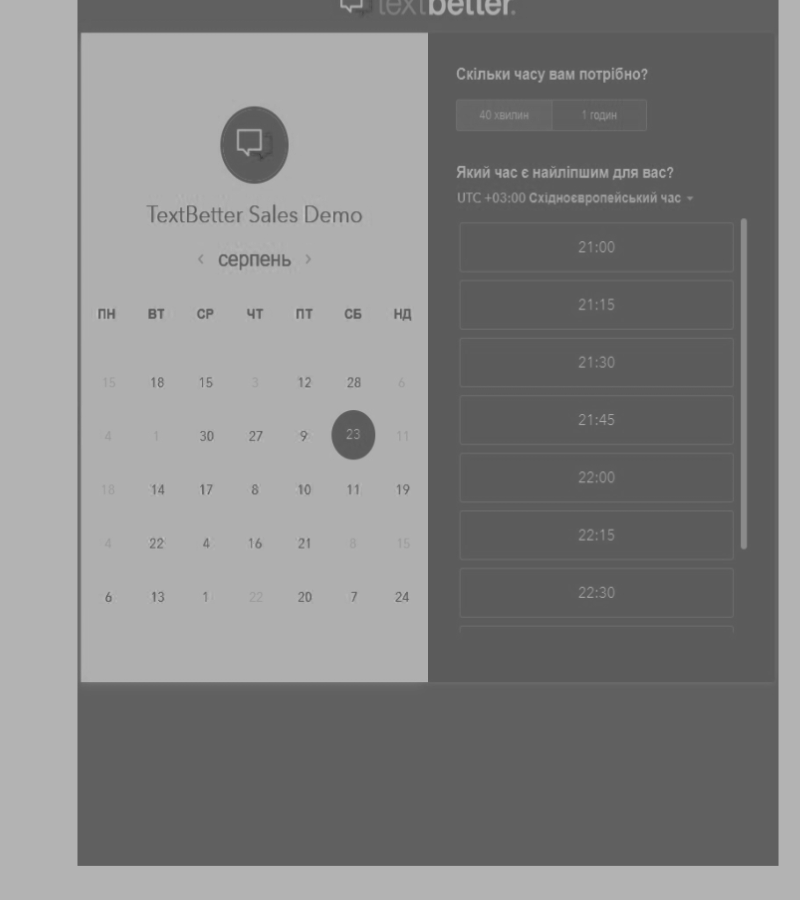 textbetter.
TextBetter Sales Demo
‹ серпень ›
ПН ВТ СР ЧТ ПТ СБ НД
15 18 15 3 12 28 6
4 1 30 27 9 23 11
18 14 17 8 10 11 19
4 22 4 16 21 8 15
6 13 1 22 20 7 24
Скільки часу вам потрібно?
40 хвилин 1 годин
Який час є найліпшим для вас?
UTC +03:00 Східноєвропейський час
21:00
21:15
21:30
21:45
22:00
22:15
22:30